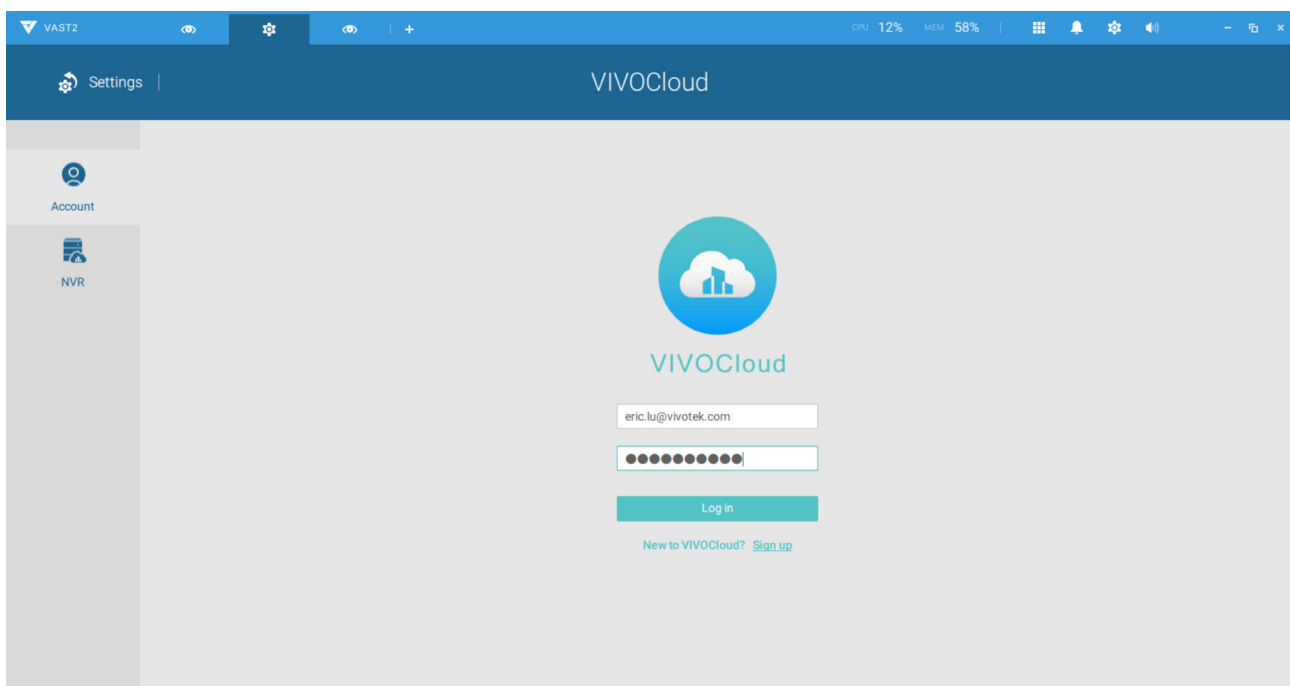 VAST2 CPU 12% MEM 58%
Settings VIVOCloud
Account
NVR
VIVOCloud
eric.lu@vivotek.com
●●●●●●●●●●
Log in
New to VIVOCloud? Sign up